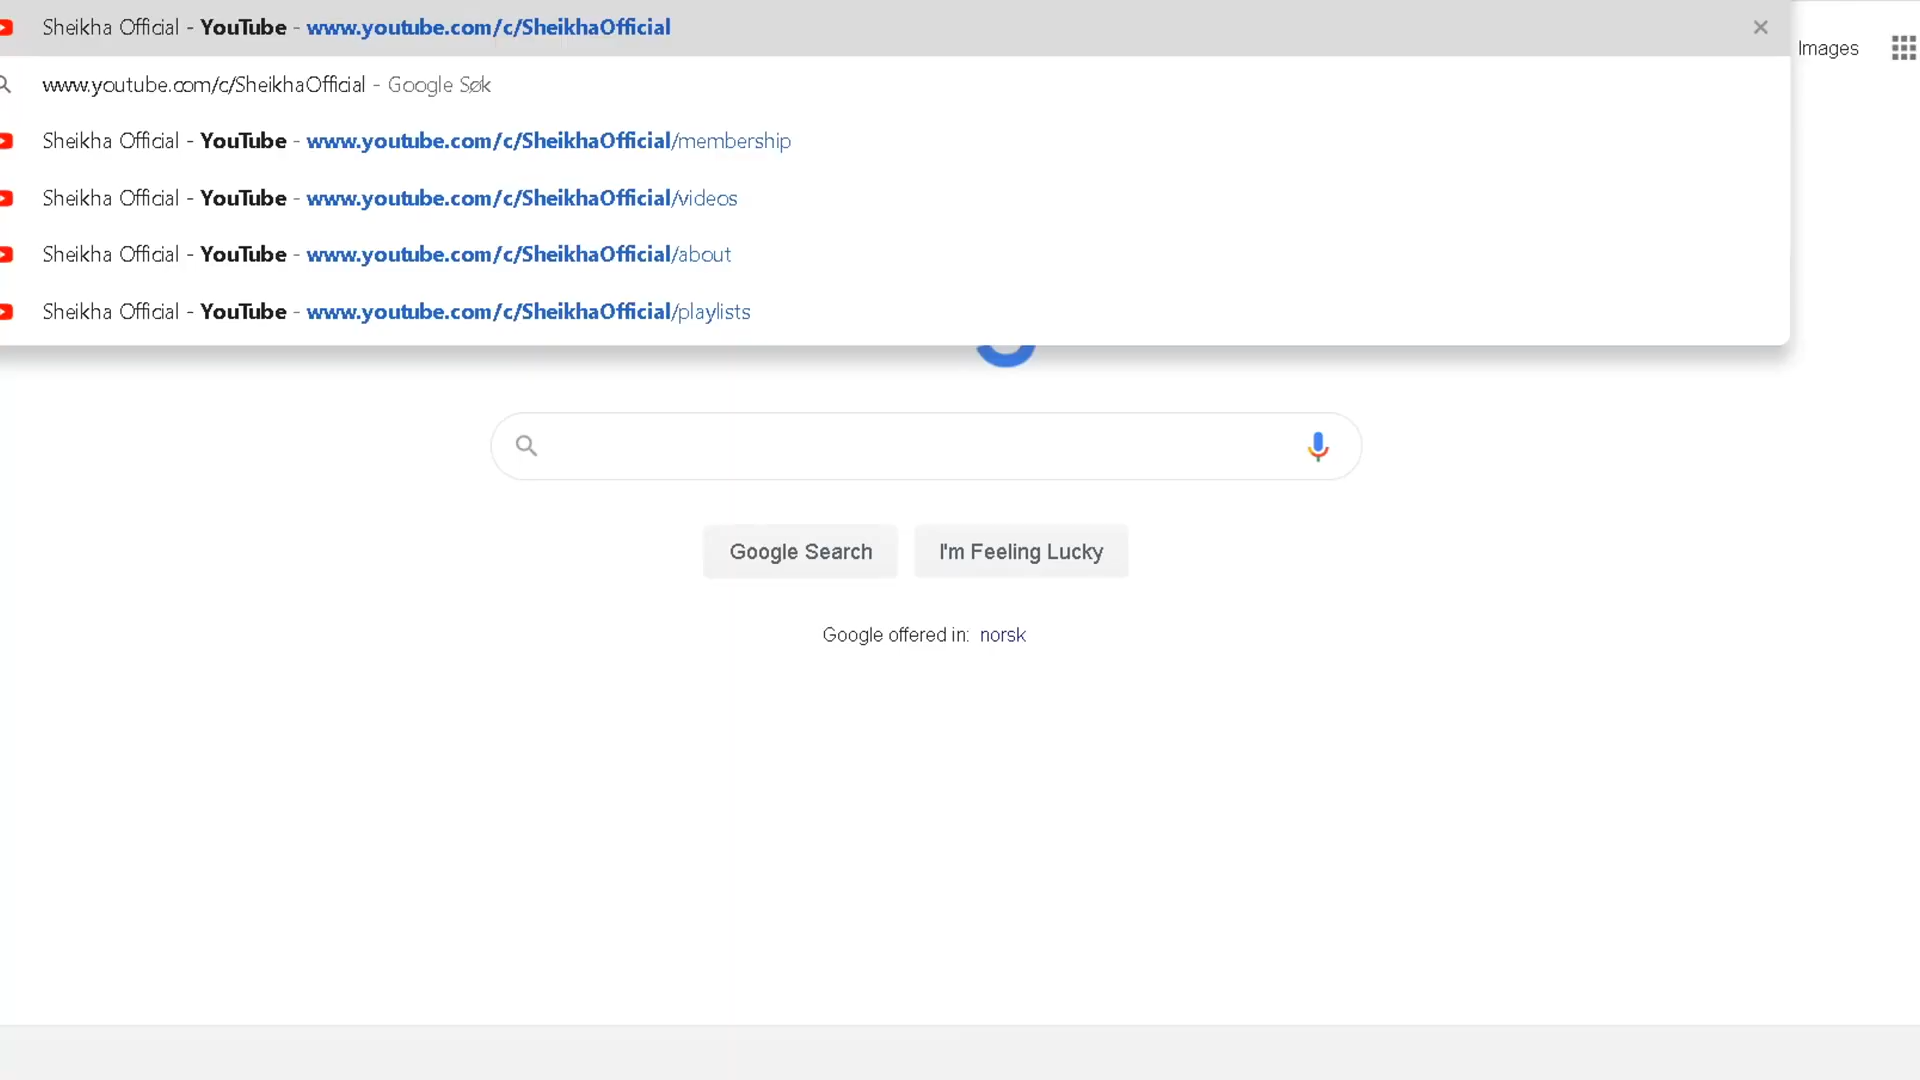 Sheikha Official - YouTube - www.youtube.com/c/SheikhaOfficial
Images
www.youtube.com/c/SheikhaOfficial - Google Søk
Sheikha Official - YouTube - www.youtube.com/c/SheikhaOfficial/membership
Sheikha Official - YouTube - www.youtube.com/c/SheikhaOfficial/videos
Sheikha Official - YouTube - www.youtube.com/c/SheikhaOfficial/about
Sheikha Official - YouTube - www.youtube.com/c/SheikhaOfficial/playlists
Google Search
I'm Feeling Lucky
Google offered in: norsk